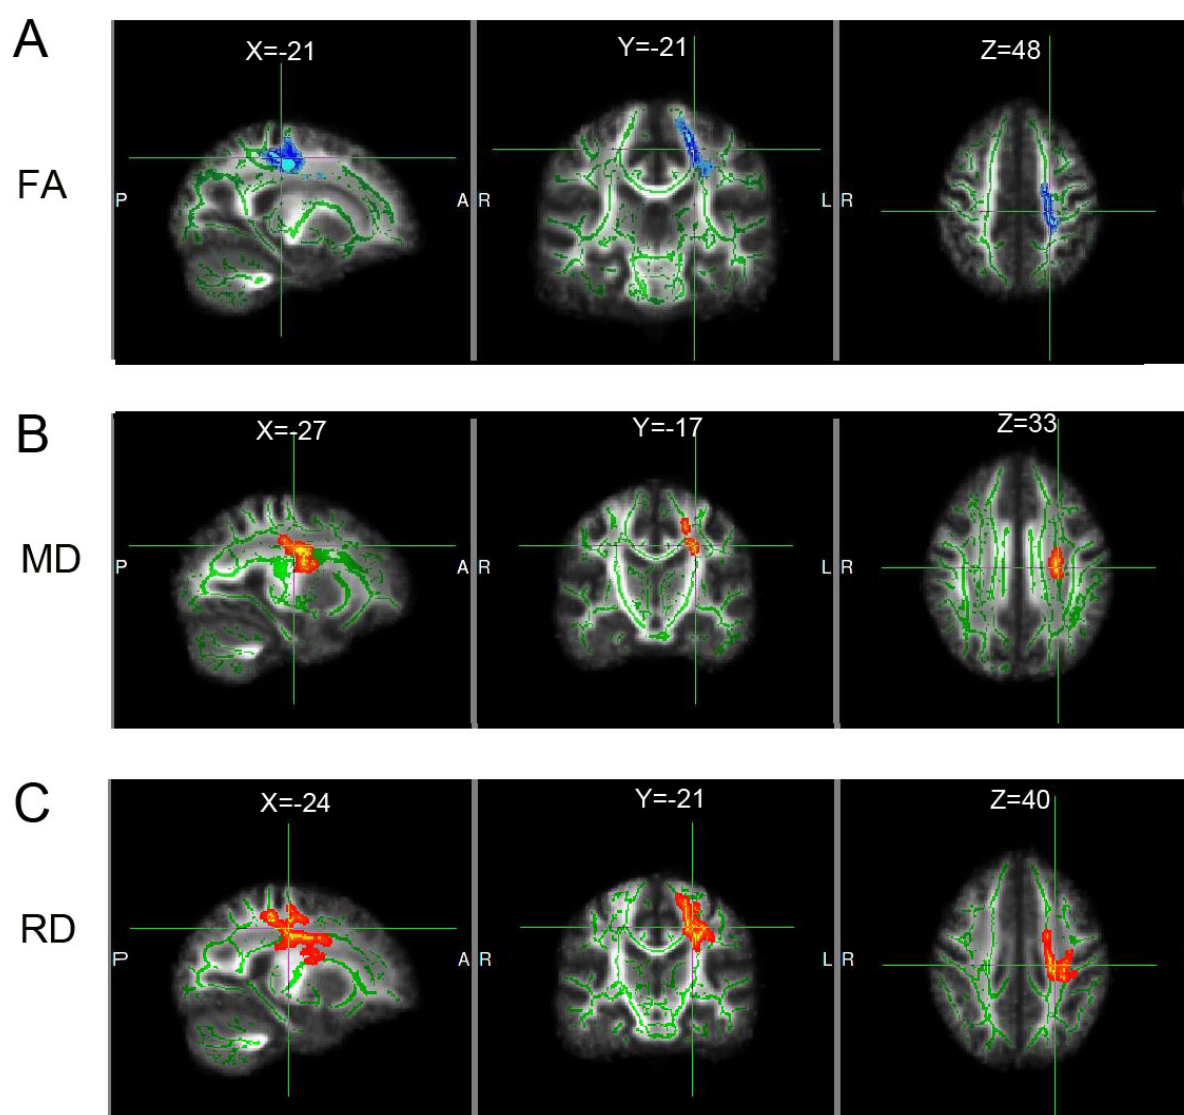 A
X=-21
Y=-21
Z=48
FA
P
A R
L R
B
X=-27
Y=-17
Z=33
MD
P
A R
L R
C
X=-24
Y=-21
Z=40
RD
P
A R
L R